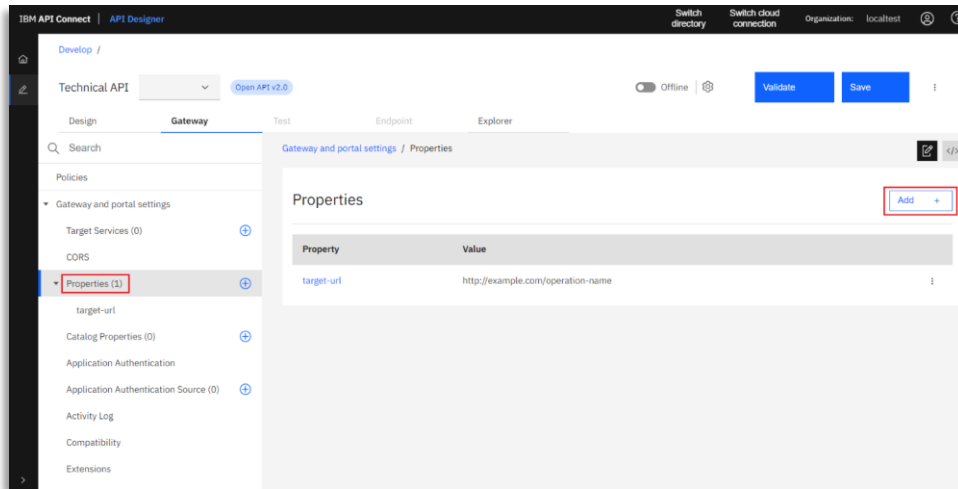 IBM API Connect | API Designer
Switch directory
Switch cloud connection
Organization: localtest
Develop /
Technical API
Open API v2.0
Offline
Validate
Save
Design Gateway Test Endpoint Explorer
Search
Gateway and portal settings / Properties
</>
Policies
Gateway and portal settings
Properties
Add +
Target Services (0)
CORS
Property Value
Properties (1)
target-url http://example.com/operation-name
target-url
Catalog Properties (0)
Application Authentication
Application Authentication Source (0)
Activity Log
Compatibility
Extensions